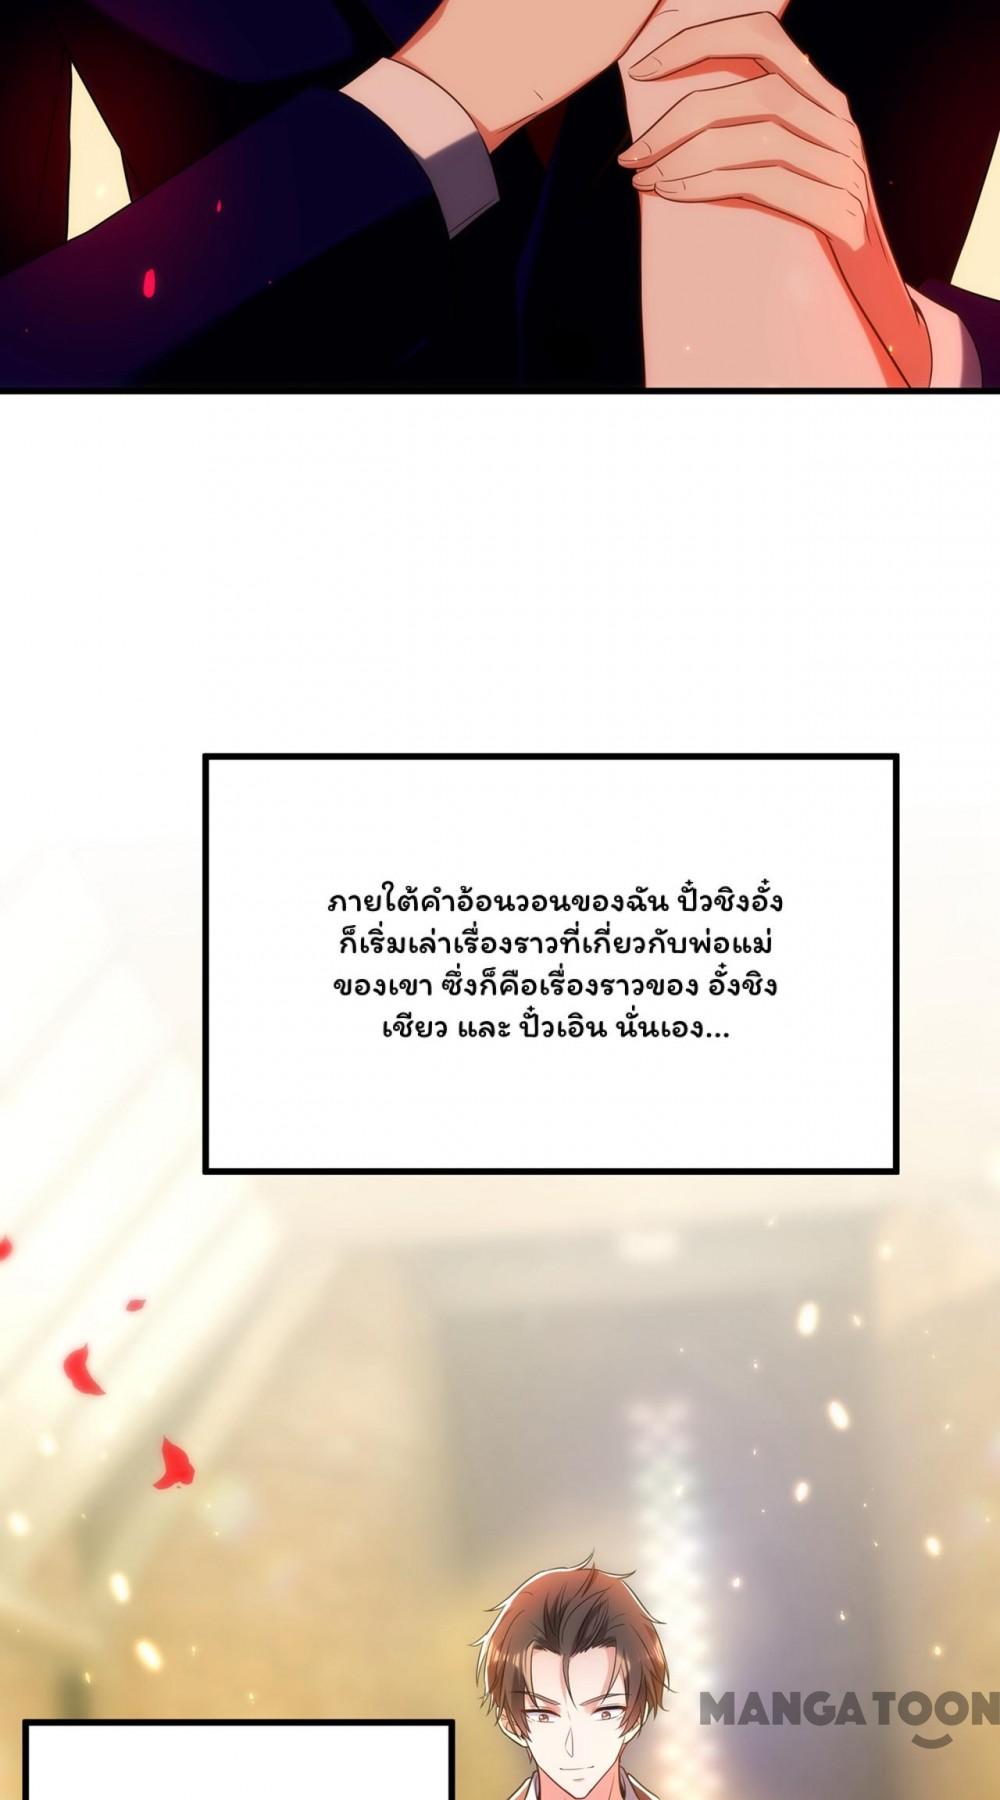 ภายใต้คำอ้อนวอนของฉัน ปั๋วชิงอั้ง
ก็เริ่มเล่าเรื่องราวที่เกี่ยวกับพ่อแม่
ของเขา ซึ่งก็คือเรื่องราวของ อั้งชิง
เชียว และ ปั๋วเอิน นั่นเอง...
MANGATOON